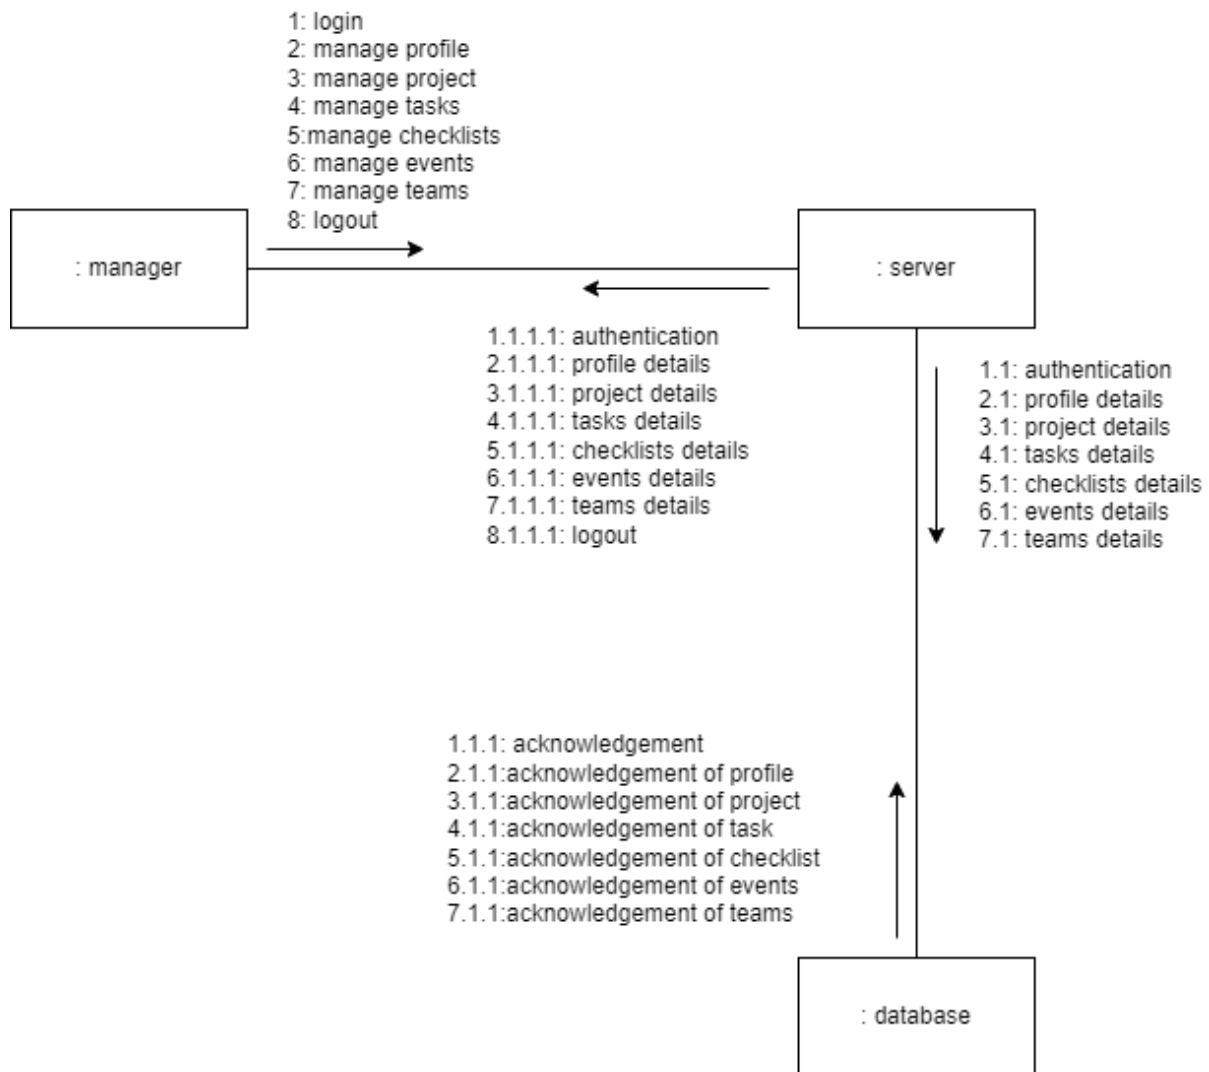 1: login
2: manage profile
3: manage project
4: manage tasks
5:manage checklists
6: manage events
7: manage teams
8: logout
: manager
: server
1.1.1.1: authentication
2.1.1.1: profile details
3.1.1.1: project details
4.1.1.1: tasks details
5.1.1.1: checklists details
6.1.1.1: events details
7.1.1.1: teams details
8.1.1.1: logout
1.1: authentication
2.1: profile details
3.1: project details
4.1: tasks details
5.1: checklists details
6.1: events details
7.1: teams details
1.1.1: acknowledgement
2.1.1:acknowledgement of profile
3.1.1:acknowledgement of project
4.1.1:acknowledgement of task
5.1.1:acknowledgement of checklist
6.1.1:acknowledgement of events
7.1.1:acknowledgement of teams
: database